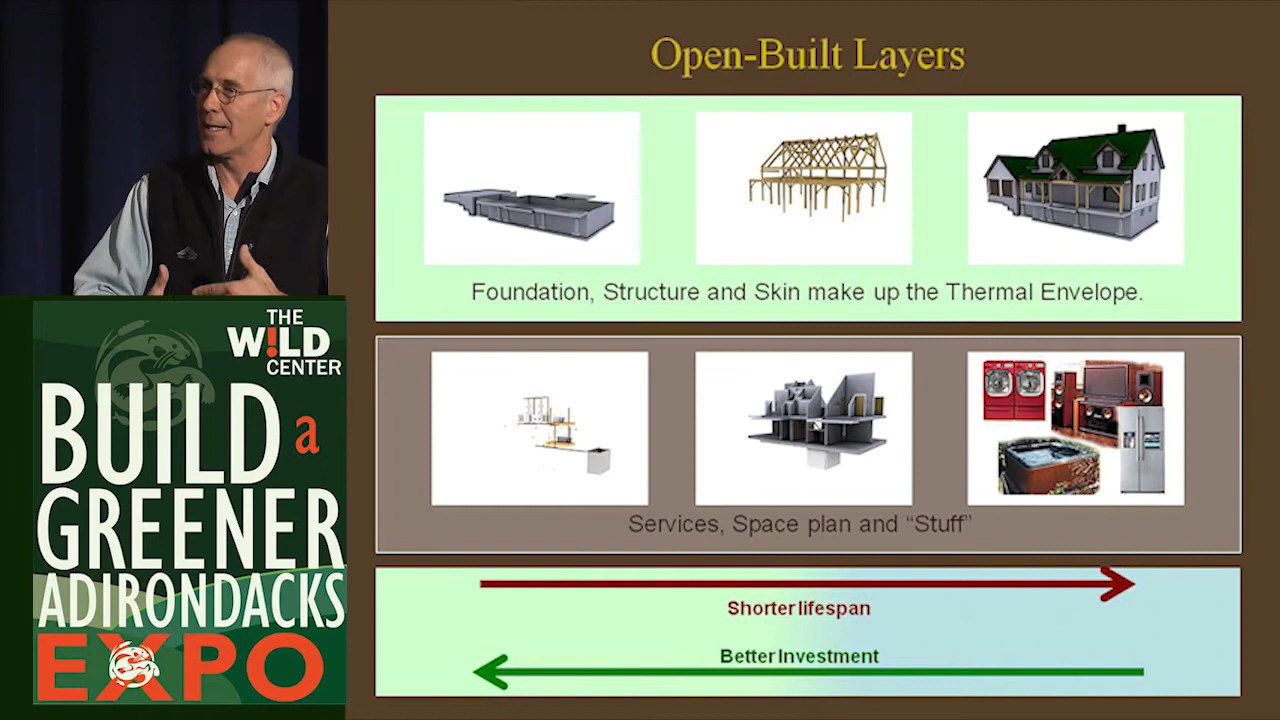 Open-Built Layers
Foundation, Structure and Skin make up the Thermal Envelope.
Services, Space plan and “Stuff”
Shorter lifespan
Better Investment
THE
W!LD
CENTER
BUILD a
GREENER
ADIRONDACKS
EXPO